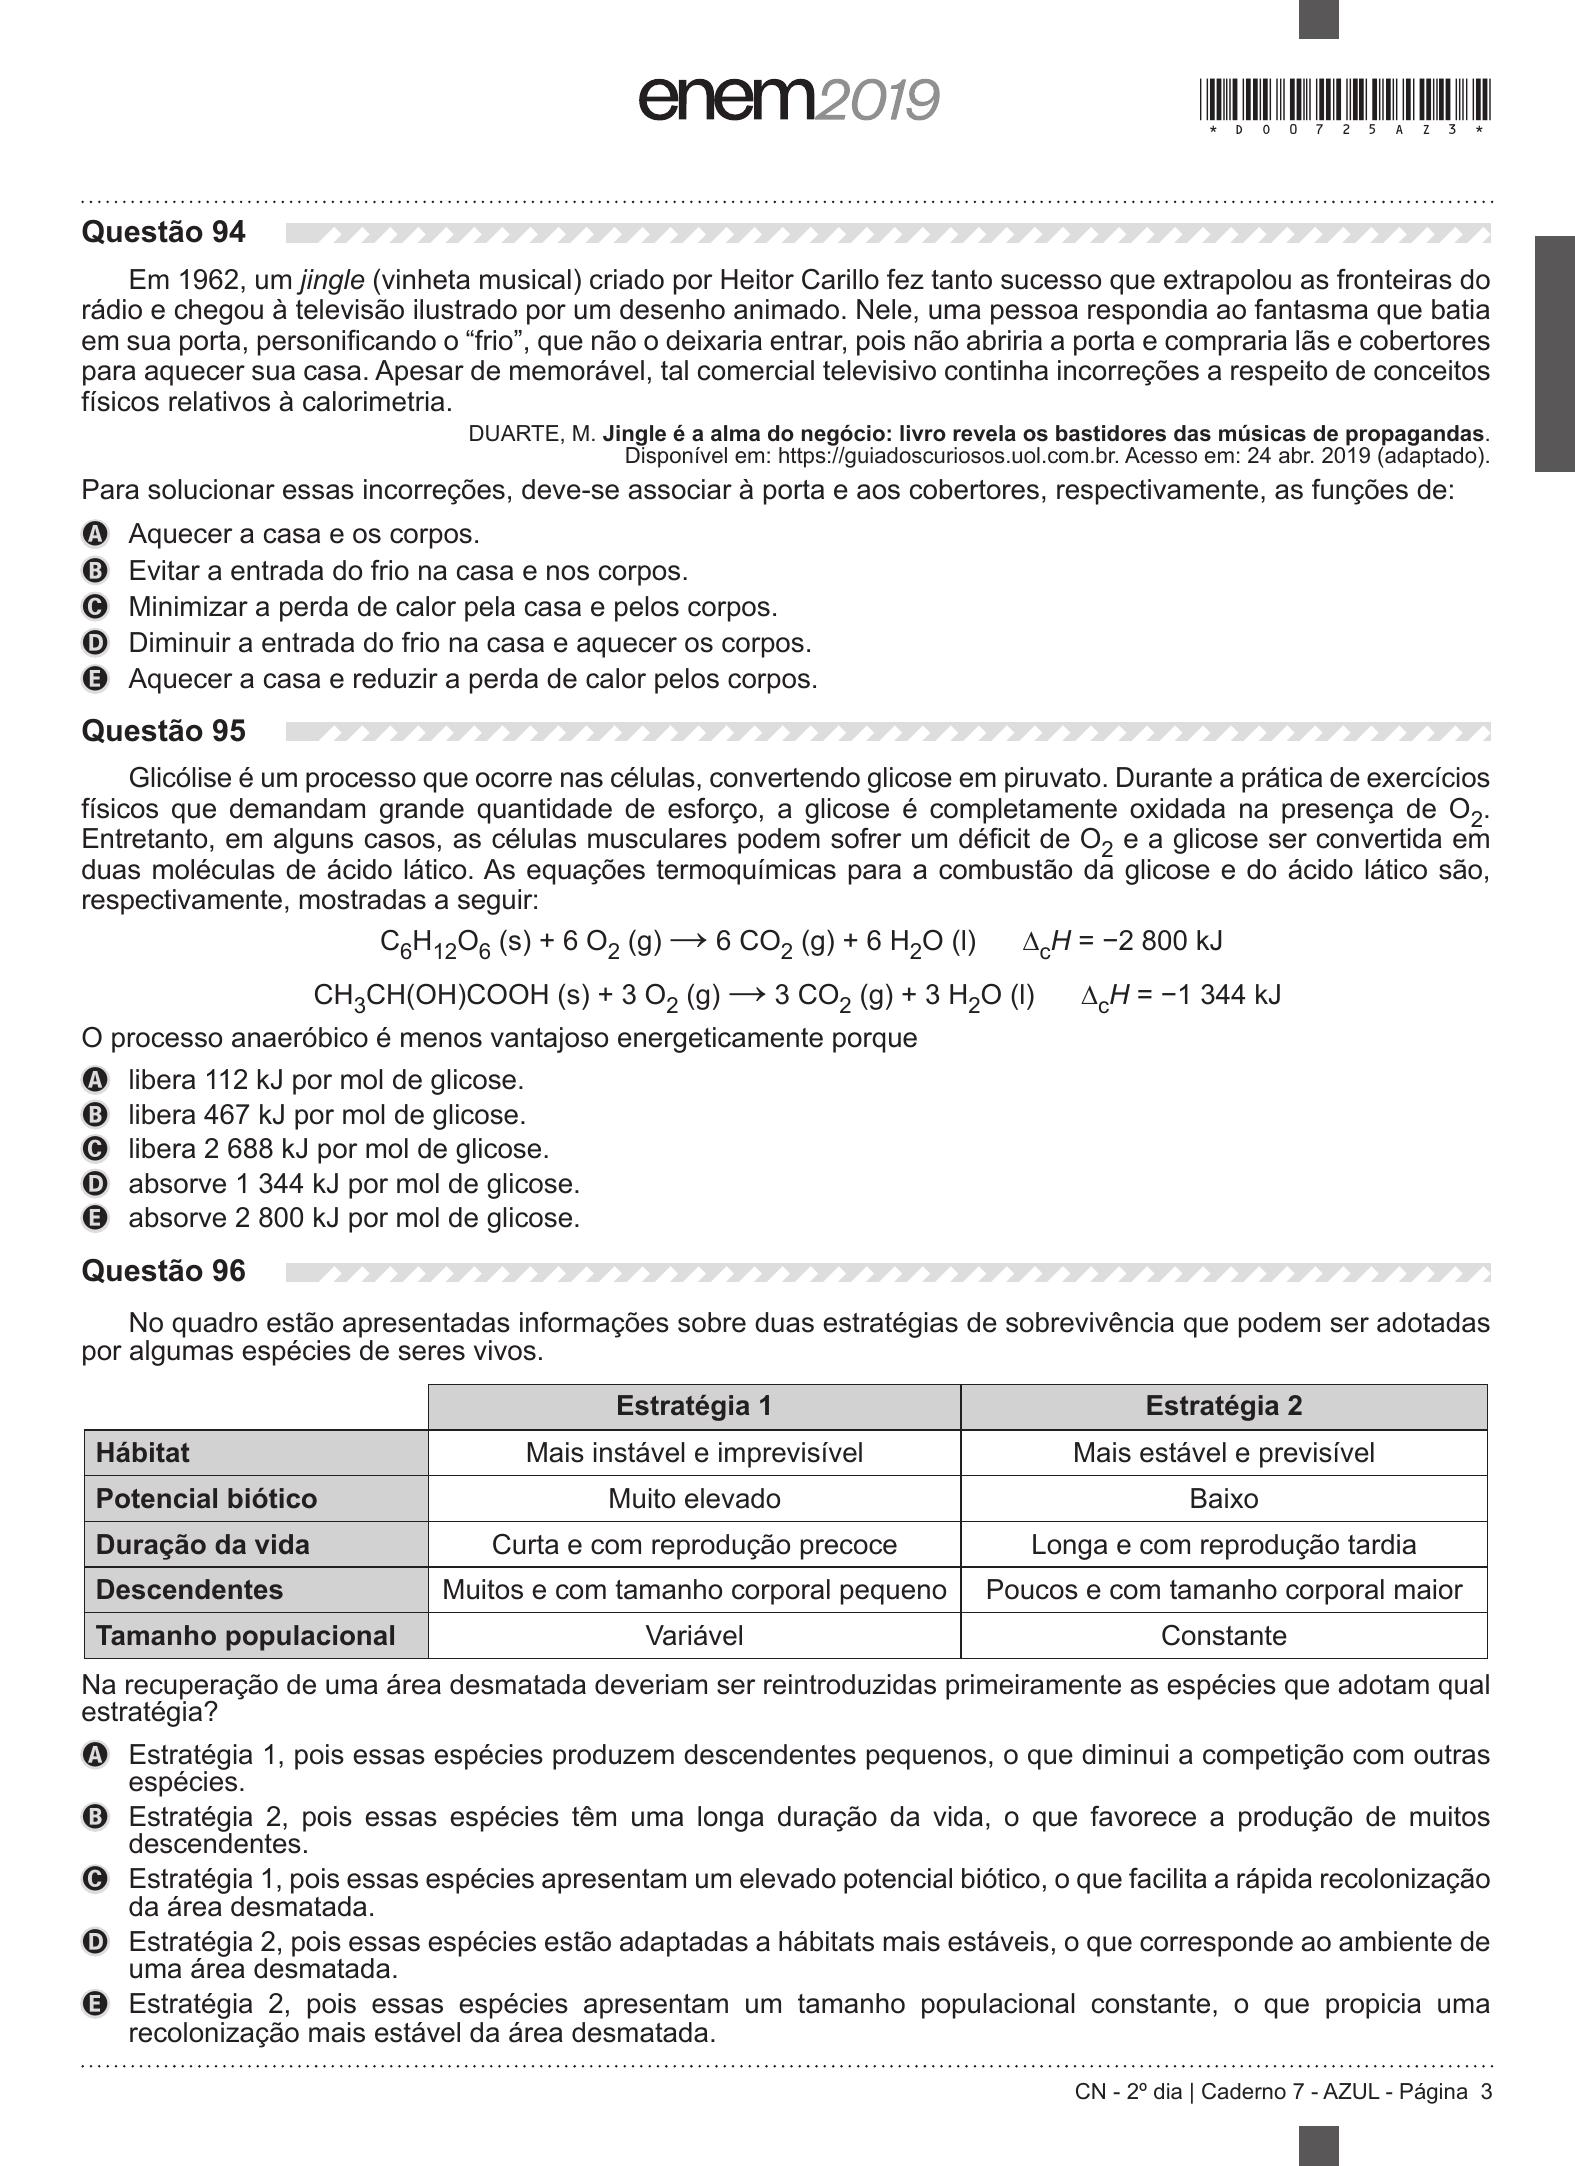 enem2019
*D0O725AZ3*
Questão 94
Em 1962, um jingle (vinheta musical) criado por Heitor Carillo fez tanto sucesso que extrapolou as fronteiras do
rádio e chegou à televisão ilustrado por um desenho animado. Nele, uma pessoa respondia ao fantasma que batia
em sua porta, personificando o “frio”, que não o deixaria entrar, pois não abriria a porta e compraria lãs e cobertores
para aquecer sua casa. Apesar de memorável, tal comercial televisivo continha incorreções a respeito de conceitos
físicos relativos à calorimetria.
DUARTE, M. Jingle é a alma do negócio: livro revela os bastidores das músicas de propagandas.
Disponível em: https://guiadoscuriosos.uol.com.br. Acesso em: 24 abr. 2019 (adaptado).
Para solucionar essas incorreções, deve-se associar à porta e aos cobertores, respectivamente, as funções de:
A Aquecer a casa e os corpos.
B Evitar a entrada do frio na casa e nos corpos.
C Minimizar a perda de calor pela casa e pelos corpos.
D Diminuir a entrada do frio na casa e aquecer os corpos.
E Aquecer a casa e reduzir a perda de calor pelos corpos.
Questão 95
Glicólise é um processo que ocorre nas células, convertendo glicose em piruvato. Durante a prática de exercícios
físicos que demandam grande quantidade de esforço, a glicose é completamente oxidada na presença de O₂.
Entretanto, em alguns casos, as células musculares podem sofrer um déficit de O₂ e a glicose ser convertida em
duas moléculas de ácido lático. As equações termoquímicas para a combustão da glicose e do ácido lático são,
respectivamente, mostradas a seguir:
C₆H₁₂O₆ (s) + 6 O₂ (g) ⟶ 6 CO₂ (g) + 6 H₂O (l) ΔcH = −2 800 kJ
CH₃CH(OH)COOH (s) + 3 O₂ (g) ⟶ 3 CO₂ (g) + 3 H₂O (l) ΔcH = −1 344 kJ
O processo anaeróbico é menos vantajoso energeticamente porque
A libera 112 kJ por mol de glicose.
B libera 467 kJ por mol de glicose.
C libera 2 688 kJ por mol de glicose.
D absorve 1 344 kJ por mol de glicose.
E absorve 2 800 kJ por mol de glicose.
Questão 96
No quadro estão apresentadas informações sobre duas estratégias de sobrevivência que podem ser adotadas
por algumas espécies de seres vivos.
Estratégia 1 Estratégia 2
Hábitat Mais instável e imprevisível Mais estável e previsível
Potencial biótico Muito elevado Baixo
Duração da vida Curta e com reprodução precoce Longa e com reprodução tardia
Descendentes Muitos e com tamanho corporal pequeno Poucos e com tamanho corporal maior
Tamanho populacional Variável Constante
Na recuperação de uma área desmatada deveriam ser reintroduzidas primeiramente as espécies que adotam qual
estratégia?
A Estratégia 1, pois essas espécies produzem descendentes pequenos, o que diminui a competição com outras
espécies.
B Estratégia 2, pois essas espécies têm uma longa duração da vida, o que favorece a produção de muitos
descendentes.
C Estratégia 1, pois essas espécies apresentam um elevado potencial biótico, o que facilita a rápida recolonização
da área desmatada.
D Estratégia 2, pois essas espécies estão adaptadas a hábitats mais estáveis, o que corresponde ao ambiente de
uma área desmatada.
E Estratégia 2, pois essas espécies apresentam um tamanho populacional constante, o que propicia uma
recolonização mais estável da área desmatada.
CN - 2º dia | Caderno 7 - AZUL - Página 3